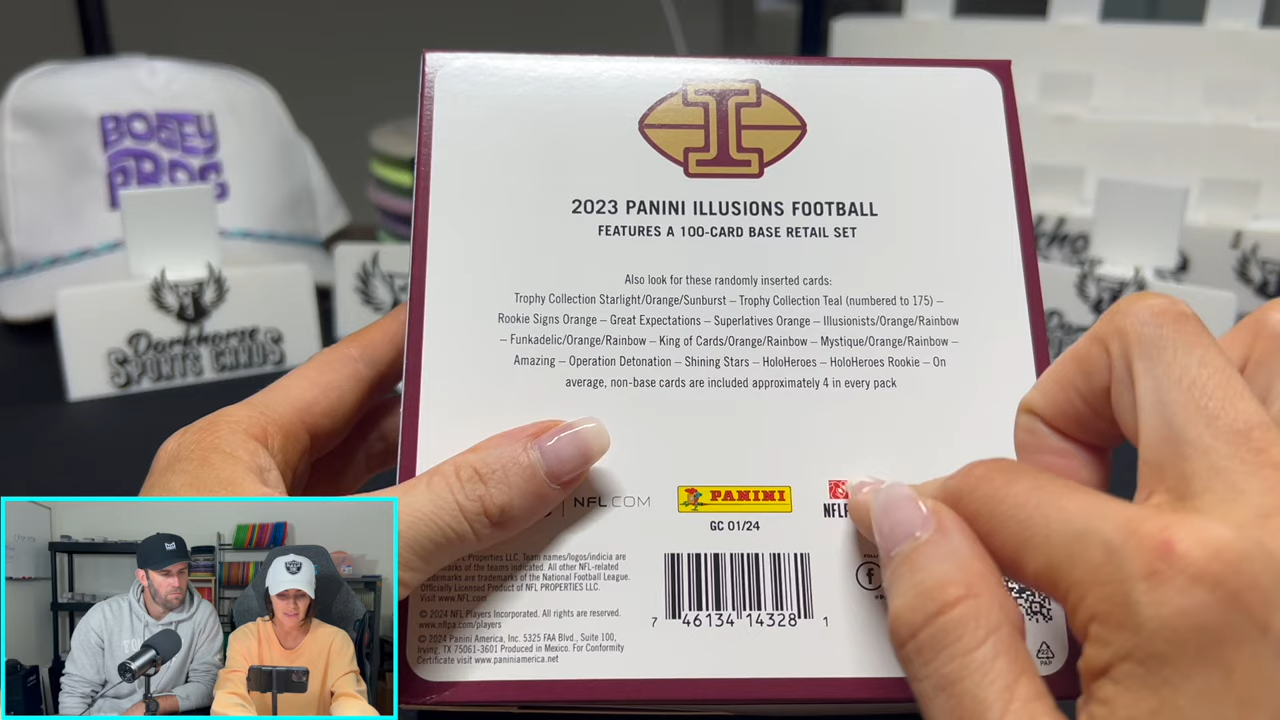 BOGEY
PROS
Dorkhorse
SPORTS CARDS
I
2023 PANINI ILLUSIONS FOOTBALL
FEATURES A 100-CARD BASE RETAIL SET
Also look for these randomly inserted cards:
Trophy Collection Starlight/Orange/Sunburst – Trophy Collection Teal (numbered to 175) –
Rookie Signs Orange – Great Expectations – Superlatives Orange – Illusionists/Orange/Rainbow
– Funkadelic/Orange/Rainbow – King of Cards/Orange/Rainbow – Mystique/Orange/Rainbow –
Amazing – Operation Detonation – Shining Stars – HoloHeroes – HoloHeroes Rookie – On
average, non-base cards are included approximately 4 in every pack
NFL.COM
PANINI
GC 01/24
NFLP
Properties LLC. Team names/logos/indicia are
of the teams indicated. All other NFL-related
are trademarks of the National Football League.
Officially Licensed Product of NFL PROPERTIES LLC.
Visit www.NFL.com
© 2024 NFL Players Incorporated. All rights are reserved.
www.nflpa.com/players
© 2024 Panini America, Inc. 5325 FAA Blvd., Suite 100,
Irving, TX 75061-3601 Produced in Mexico. For Conformity
Certificate visit www.paniniamerica.net
7 46134 14328 1
22
PAP